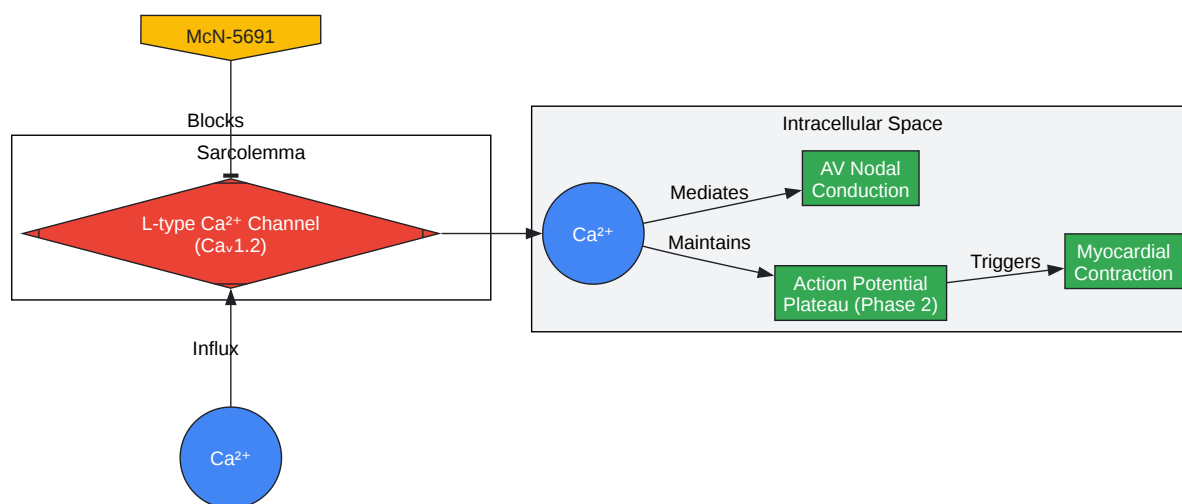 McN-5691
Blocks
Sarcolemma
L-type Ca²⁺ Channel
(Caᵥ1.2)
Influx
Ca²⁺
Intracellular Space
Ca²⁺
Mediates
AV Nodal
Conduction
Maintains
Action Potential
Plateau (Phase 2)
Triggers
Myocardial
Contraction